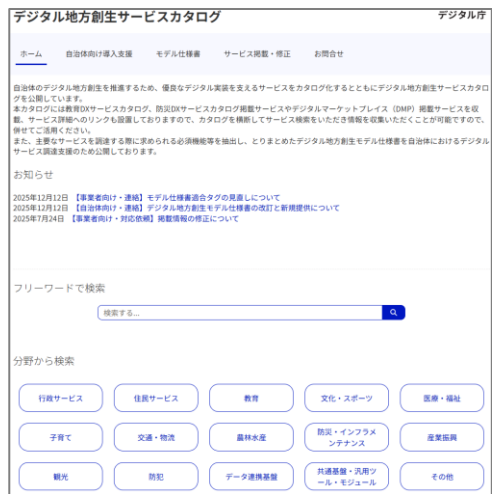 デジタル地方創生サービスカタログ
デジタル庁
ホーム 自治体向け導入支援 モデル仕様書 サービス掲載・修正 お問合せ
自治体のデジタル地方創生を推進するため、優良なデジタル実装を支えるサービスをカタログ化するとともにデジタル地方創生サービスカタロ
グを公開しています。
本カタログには教育DXサービスカタログ、防災DXサービスカタログ掲載サービスやデジタルマーケットプレイス（DMP）掲載サービスを収
載、サービス詳細へのリンクも設置しておりますので、カタログを横断してサービス検索をいただき情報を収集いただくことが可能ですので、
併せてご活用ください。
また、主要なサービスを調達する際に求められる必須機能等を抽出し、とりまとめたデジタル地方創生モデル仕様書を自治体におけるデジタル
サービス調達支援のため公開しております。
お知らせ
2025年12月12日 【事業者向け・連絡】モデル仕様書適合タグの見直しについて
2025年12月12日 【自治体向け・連絡】デジタル地方創生モデル仕様書の改訂と新規提供について
2025年7月24日 【事業者向け・対応依頼】掲載情報の修正について
フリーワードで検索
検索する...
分野から検索
行政サービス 住民サービス 教育 文化・スポーツ 医療・福祉
子育て 交通・物流 農林水産 防災・インフラメ
ンテナンス 産業振興
観光 防犯 データ連携基盤 共通基盤・汎用ツ
ール・モジュール その他